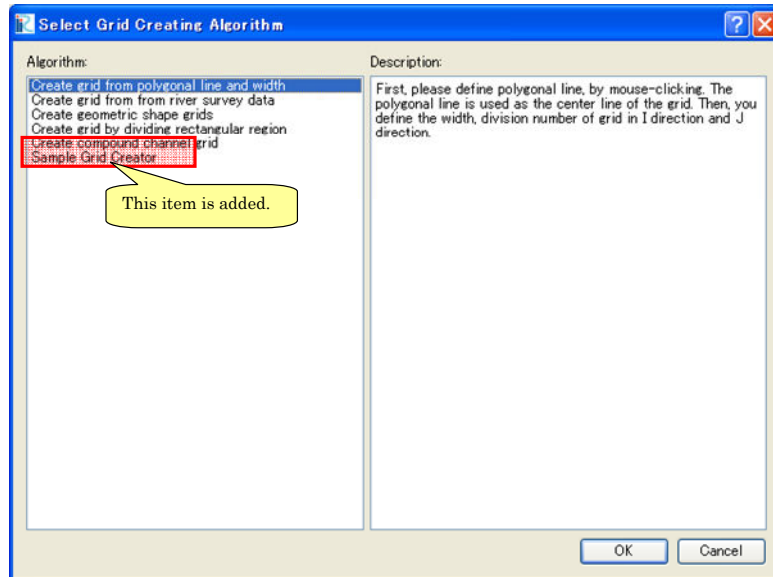 Select Grid Creating Algorithm
Algorithm:
Create grid from polygonal line and width
Create grid from from river survey data
Create geometric shape grids
Create grid by dividing rectangular region
Create compound channel grid
Sample Grid Creator
This item is added.
Description:
First, please define polygonal line, by mouse-clicking. The
polygonal line is used as the center line of the grid. Then, you
define the width, division number of grid in I direction and J
direction.
OK
Cancel